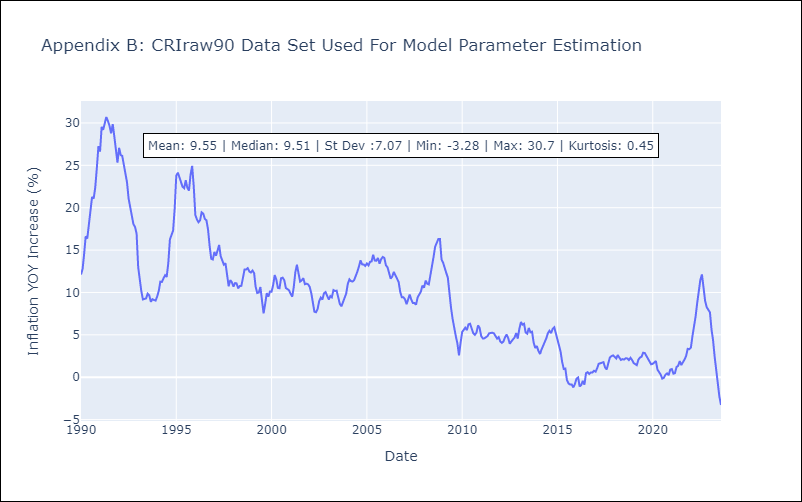 Appendix B: CRIraw90 Data Set Used For Model Parameter Estimation
Mean: 9.55 | Median: 9.51 | St Dev :7.07 | Min: -3.28 | Max: 30.7 | Kurtosis: 0.45
Inflation YOY Increase (%)
30
25
20
15
10
5
0
−5
1990 1995 2000 2005 2010 2015 2020
Date